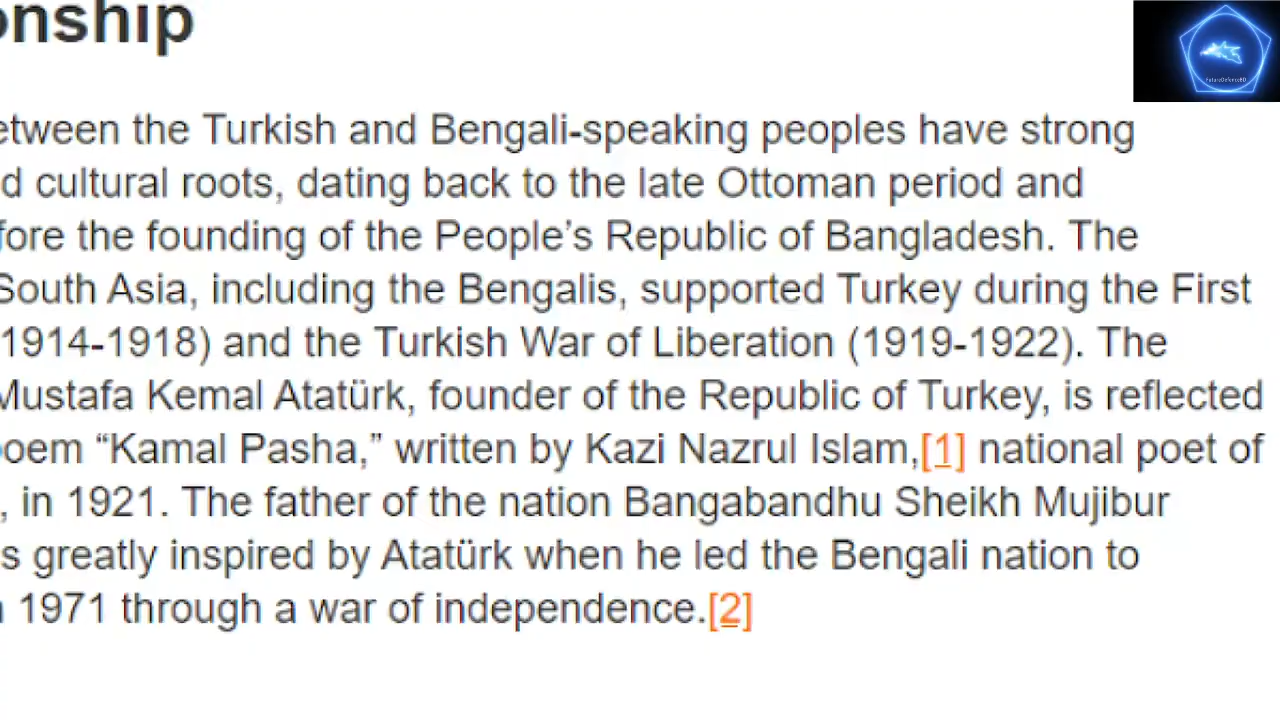 onship
etween the Turkish and Bengali-speaking peoples have strong
d cultural roots, dating back to the late Ottoman period and
fore the founding of the People’s Republic of Bangladesh. The
South Asia, including the Bengalis, supported Turkey during the First
1914-1918) and the Turkish War of Liberation (1919-1922). The
Mustafa Kemal Atatürk, founder of the Republic of Turkey, is reflected
oem “Kamal Pasha,” written by Kazi Nazrul Islam,[1] national poet of
, in 1921. The father of the nation Bangabandhu Sheikh Mujibur
s greatly inspired by Atatürk when he led the Bengali nation to
1971 through a war of independence.[2]
FutureDefenceBD